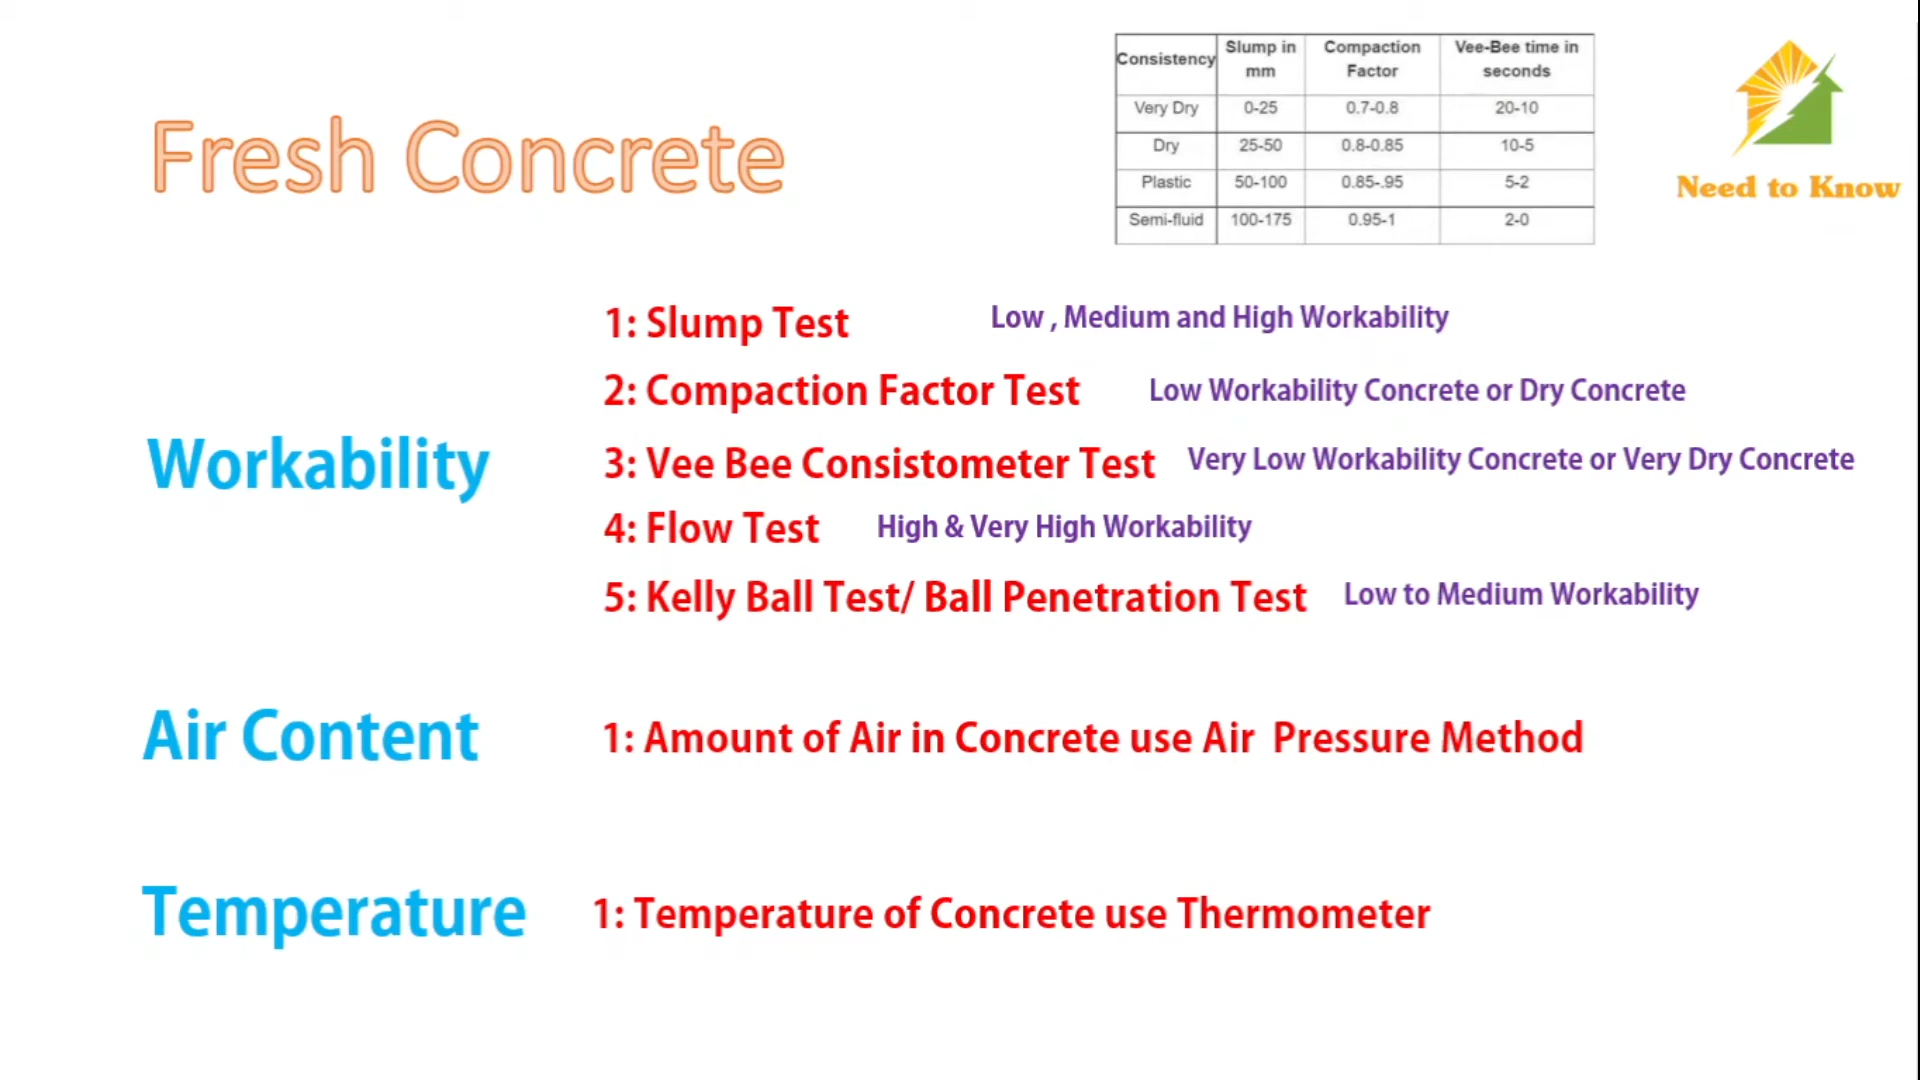 Fresh Concrete
Consistency Slump in mm Compaction Factor Vee-Bee time in seconds
Very Dry 0-25 0.7-0.8 20-10
Dry 25-50 0.8-0.85 10-5
Plastic 50-100 0.85-.95 5-2
Semi-fluid 100-175 0.95-1 2-0
Need to Know
Workability
1: Slump Test Low , Medium and High Workability
2: Compaction Factor Test Low Workability Concrete or Dry Concrete
3: Vee Bee Consistometer Test Very Low Workability Concrete or Very Dry Concrete
4: Flow Test High & Very High Workability
5: Kelly Ball Test/ Ball Penetration Test Low to Medium Workability
Air Content
1: Amount of Air in Concrete use Air Pressure Method
Temperature
1: Temperature of Concrete use Thermometer